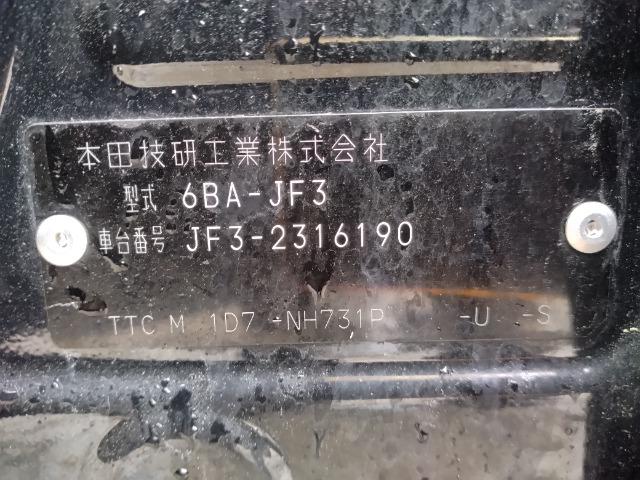 本田技研工業株式会社
型式 6BA-JF3
車台番号 JF3-2316190
TTC M 1D7 -NH731P -U -S